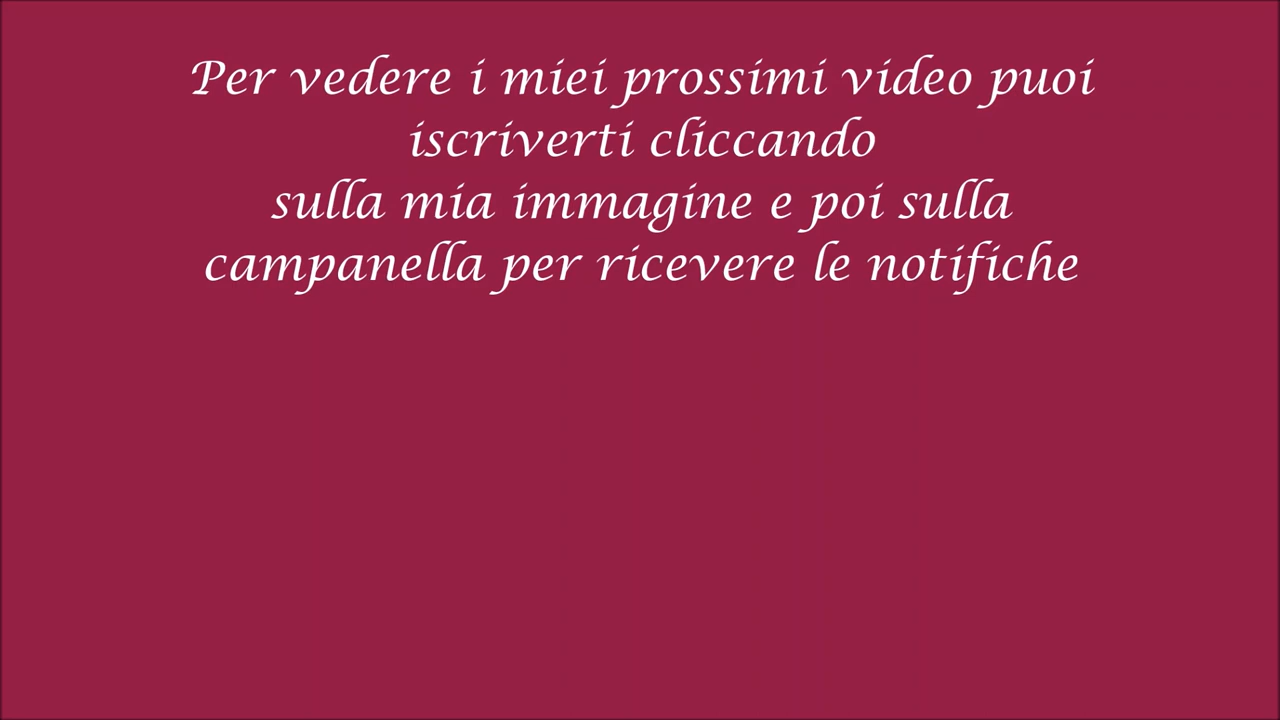 Per vedere i miei prossimi video puoi
iscriverti cliccando
sulla mia immagine e poi sulla
campanella per ricevere le notifiche